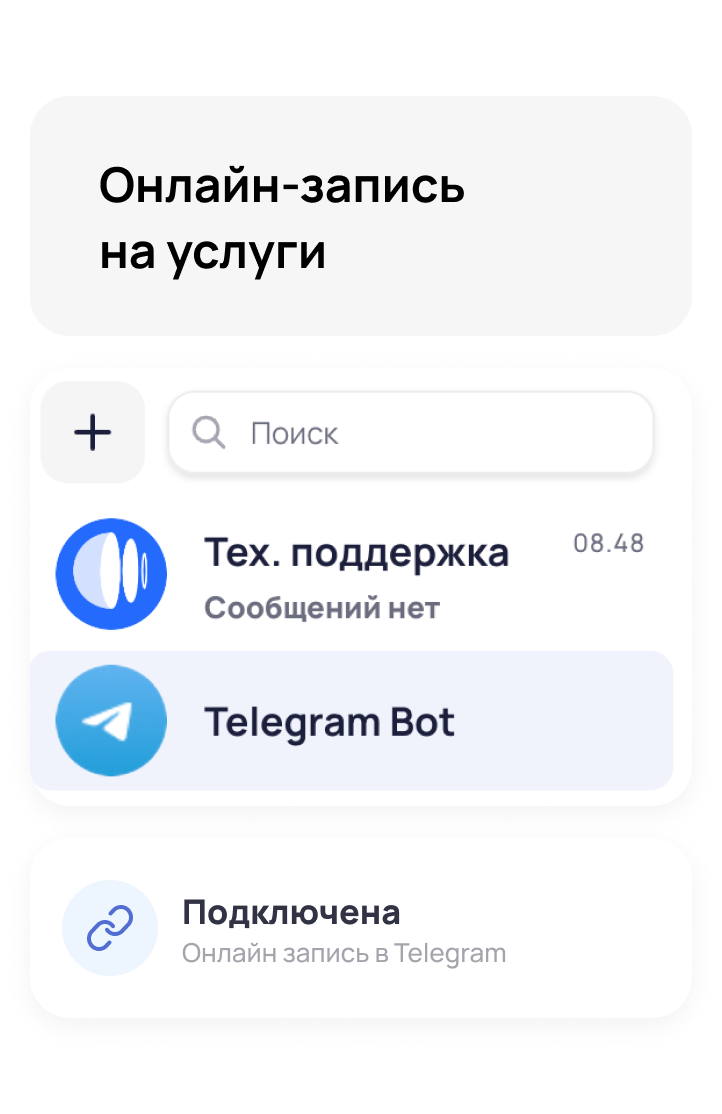 Онлайн-запись
на услуги
Поиск
Тех. поддержка
08.48
Сообщений нет
Telegram Bot
Подключена
Онлайн запись в Telegram